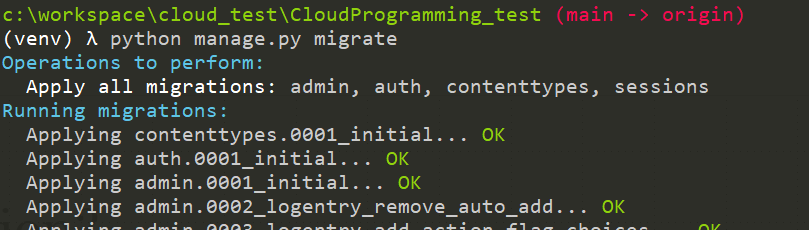 c:\workspace\cloud_test\CloudProgramming_test (main -> origin)
(venv) λ python manage.py migrate
Operations to perform:
  Apply all migrations: admin, auth, contenttypes, sessions
Running migrations:
  Applying contenttypes.0001_initial... OK
  Applying auth.0001_initial... OK
  Applying admin.0001_initial... OK
  Applying admin.0002_logentry_remove_auto_add... OK
  Applying admin.0003_logentry_add_action_flag_choices... OK